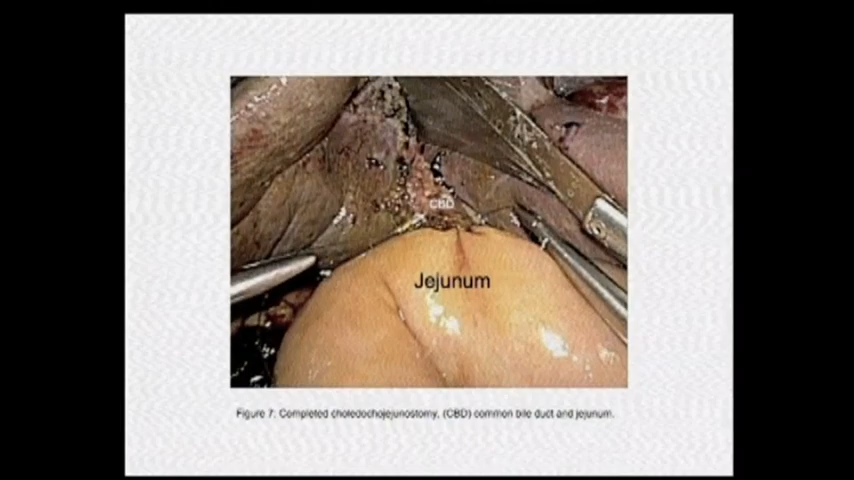 CBD
Jejunum
Figure 7: Completed choledochojejunostomy, (CBD) common bile duct and jejunum.